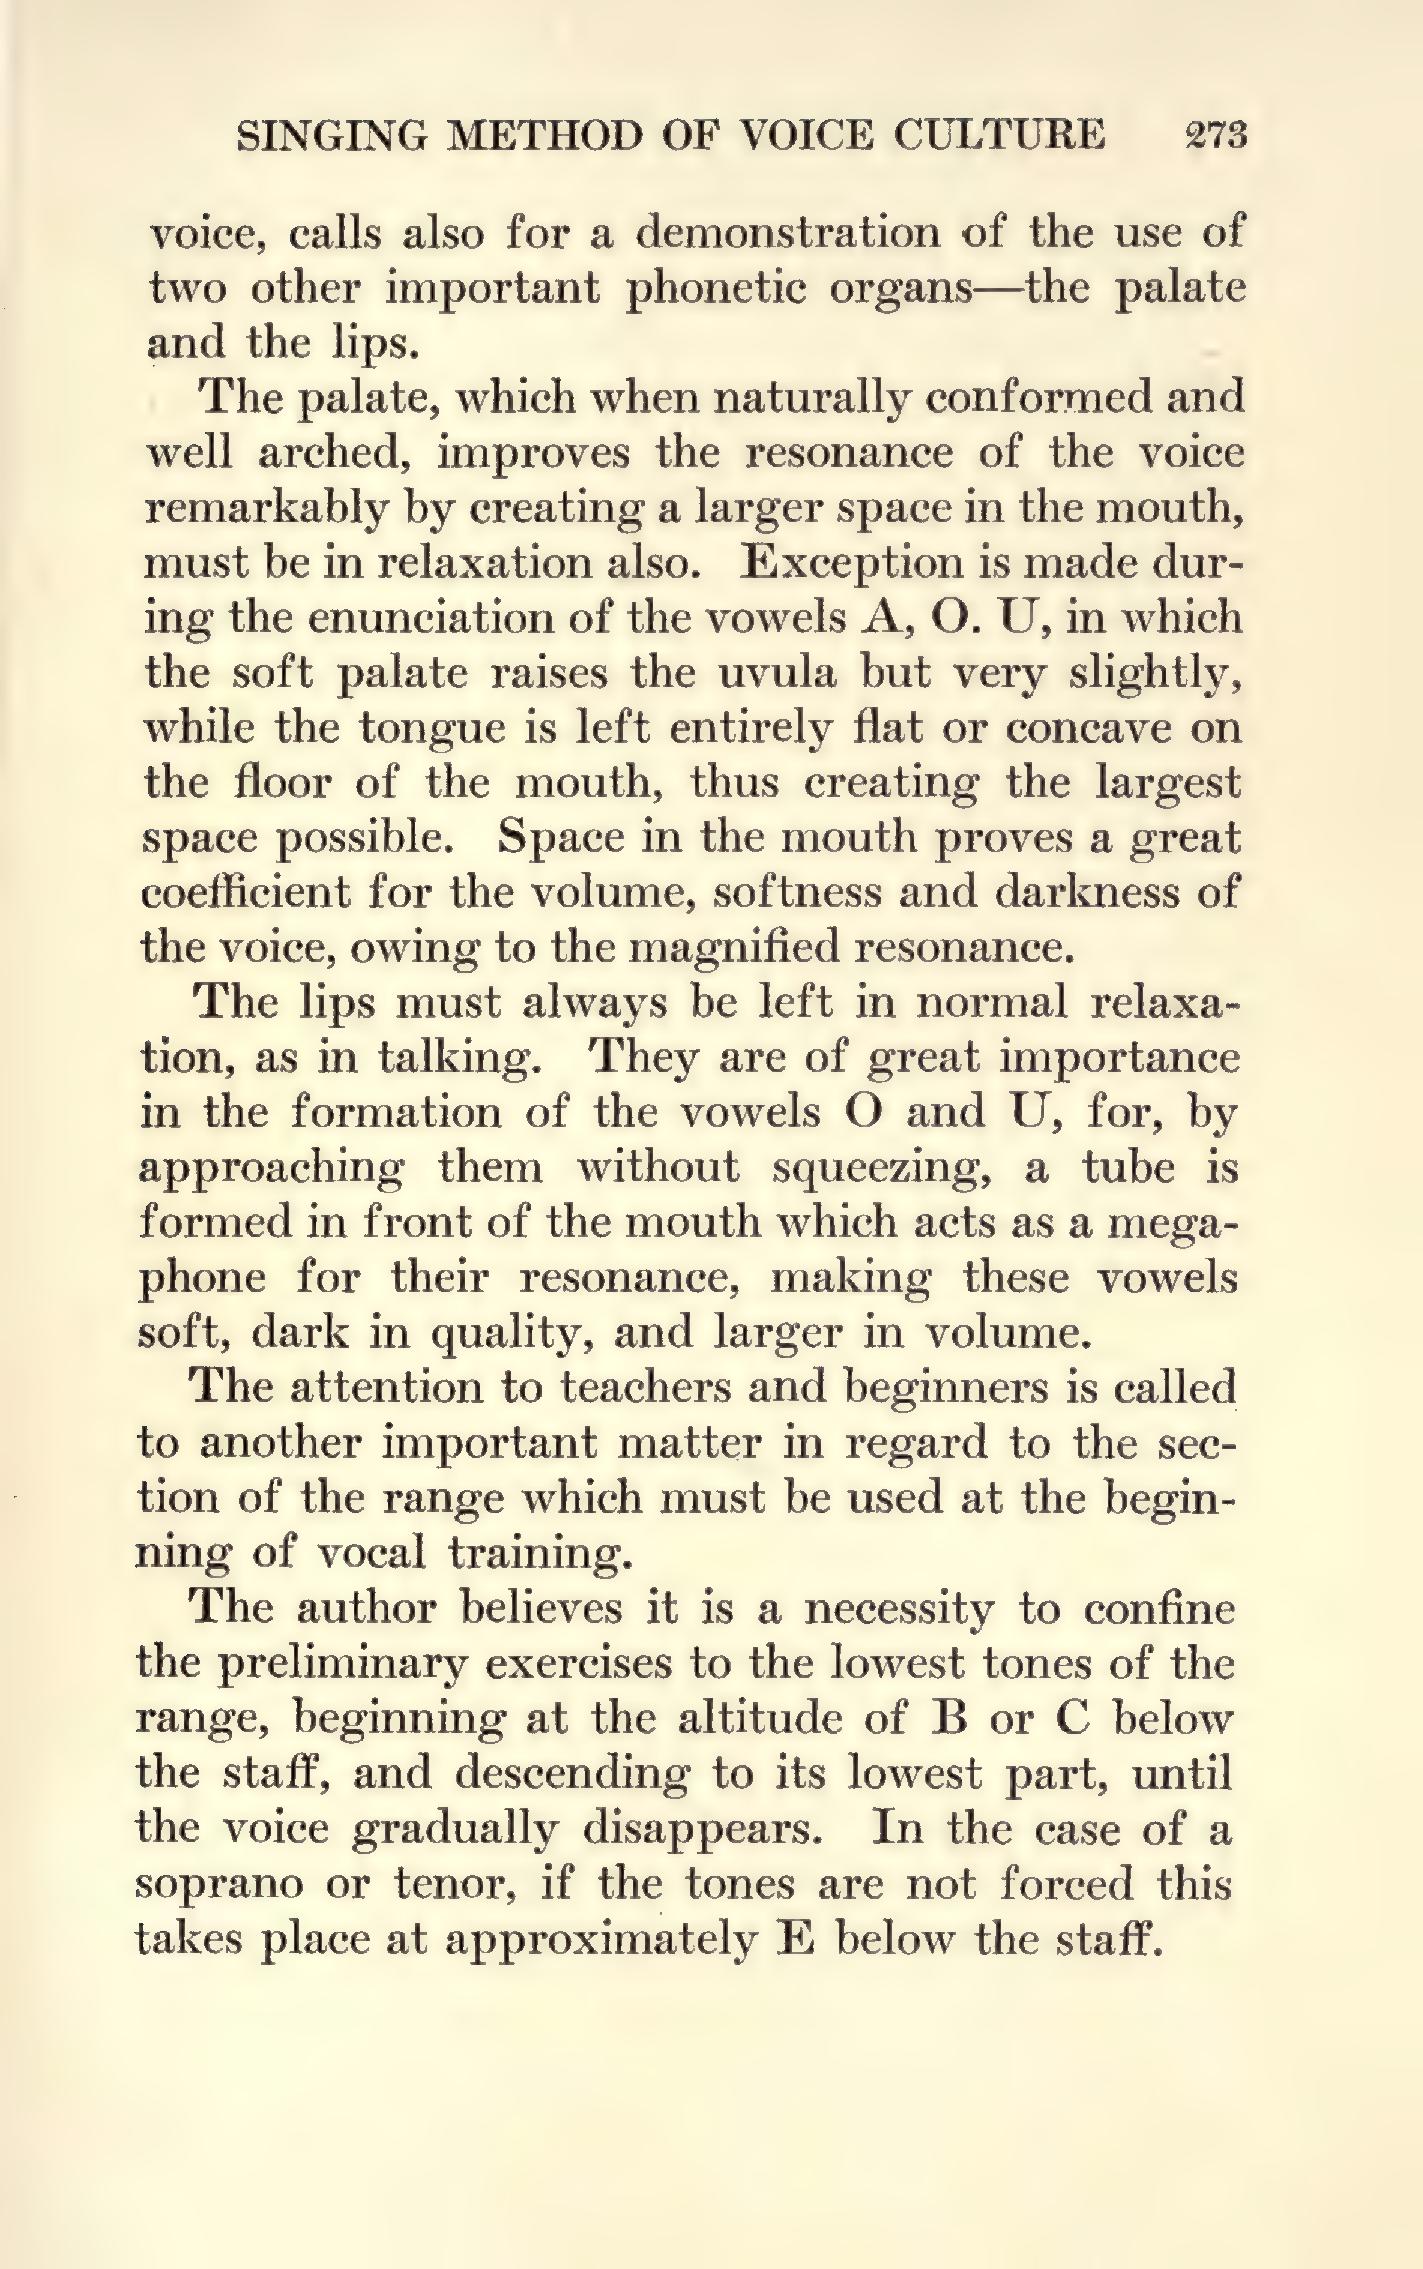 SINGING METHOD OF VOICE CULTURE 273
voice, calls also for a demonstration of the use of
two other important phonetic organs—the palate
and the lips.
The palate, which when naturally conformed and
well arched, improves the resonance of the voice
remarkably by creating a larger space in the mouth,
must be in relaxation also. Exception is made dur-
ing the enunciation of the vowels A, O. U, in which
the soft palate raises the uvula but very slightly,
while the tongue is left entirely flat or concave on
the floor of the mouth, thus creating the largest
space possible. Space in the mouth proves a great
coefficient for the volume, softness and darkness of
the voice, owing to the magnified resonance.
The lips must always be left in normal relaxa-
tion, as in talking. They are of great importance
in the formation of the vowels O and U, for, by
approaching them without squeezing, a tube is
formed in front of the mouth which acts as a mega-
phone for their resonance, making these vowels
soft, dark in quality, and larger in volume.
The attention to teachers and beginners is called
to another important matter in regard to the sec-
tion of the range which must be used at the begin-
ning of vocal training.
The author believes it is a necessity to confine
the preliminary exercises to the lowest tones of the
range, beginning at the altitude of B or C below
the staff, and descending to its lowest part, until
the voice gradually disappears. In the case of a
soprano or tenor, if the tones are not forced this
takes place at approximately E below the staff.